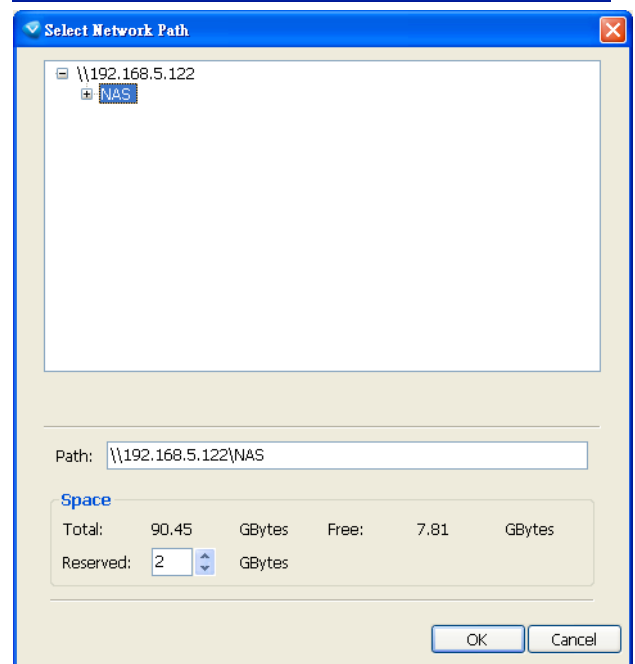 Select Network Path
\\192.168.5.122
NAS
Path: \\192.168.5.122\NAS
Space
Total: 90.45 GBytes Free: 7.81 GBytes
Reserved: 2 GBytes
OK Cancel